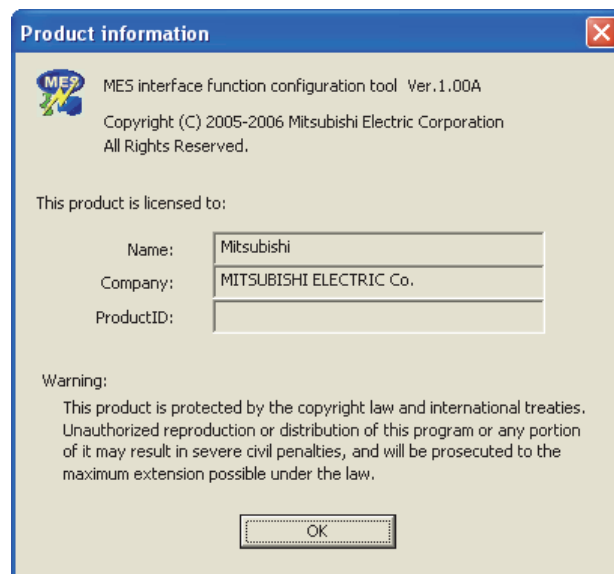 Product information
MES
MES interface function configuration tool Ver.1.00A
Copyright (C) 2005-2006 Mitsubishi Electric Corporation
All Rights Reserved.
This product is licensed to:
Name: Mitsubishi
Company: MITSUBISHI ELECTRIC Co.
ProductID:
Warning:
This product is protected by the copyright law and international treaties.
Unauthorized reproduction or distribution of this program or any portion
of it may result in severe civil penalties, and will be prosecuted to the
maximum extension possible under the law.
OK